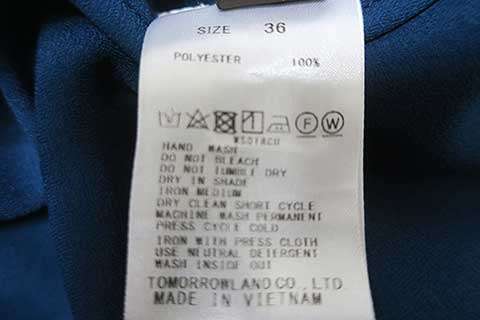 SIZE 36
POLYESTER 100%
F W
WS01ACU
HAND WASH
DO NOT BLEACH
DO NOT TUMBLE DRY
DRY IN SHADE
IRON MEDIUM
DRY CLEAN SHORT CYCLE
MACHINE WASH PERMANENT
PRESS CYCLE COLD
IRON WITH PRESS CLOTH
USE NEUTRAL DETERGENT
WASH INSIDE OUT
TOMORROWLAND CO., LTD.
MADE IN VIETNAM